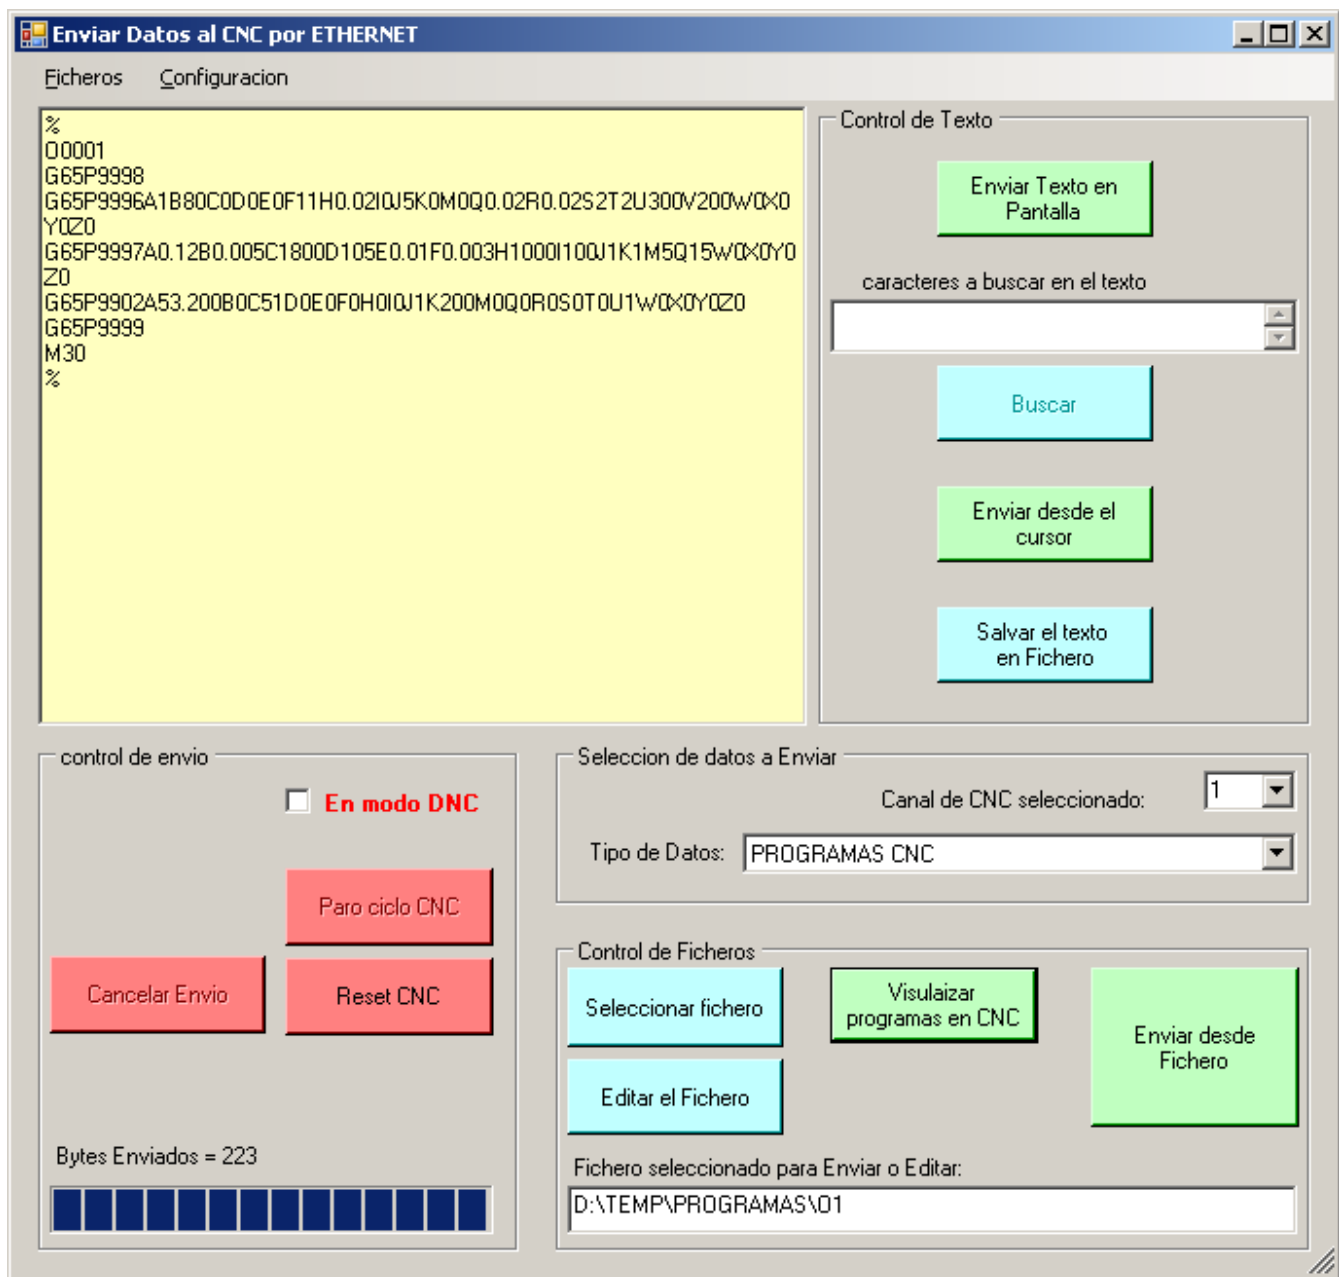 Enviar Datos al CNC por ETHERNET
Ficheros Configuracion
%
O0001
G65P9998
G65P9996A1B80C0D0E0F11H0.02I0J5K0M0Q0.02R0.02S2T2U300V200W0X0
Y0Z0
G65P9997A0.12B0.005C1800D105E0.01F0.003H1000I100J1K1M5Q15W0X0Y0
Z0
G65P9902A53.200B0C51D0E0F0H0I0J1K200M0Q0R0S0T0U1W0X0Y0Z0
G65P9999
M30
%
Control de Texto
Enviar Texto en
Pantalla
caracteres a buscar en el texto
Buscar
Enviar desde el
cursor
Salvar el texto
en Fichero
control de envio
En modo DNC
Paro ciclo CNC
Cancelar Envio
Reset CNC
Bytes Enviados = 223
Seleccion de datos a Enviar
Canal de CNC seleccionado: 1
Tipo de Datos: PROGRAMAS CNC
Control de Ficheros
Seleccionar fichero
Visulaizar
programas en CNC
Enviar desde
Fichero
Editar el Fichero
Fichero seleccionado para Enviar o Editar:
D:\TEMP\PROGRAMAS\O1